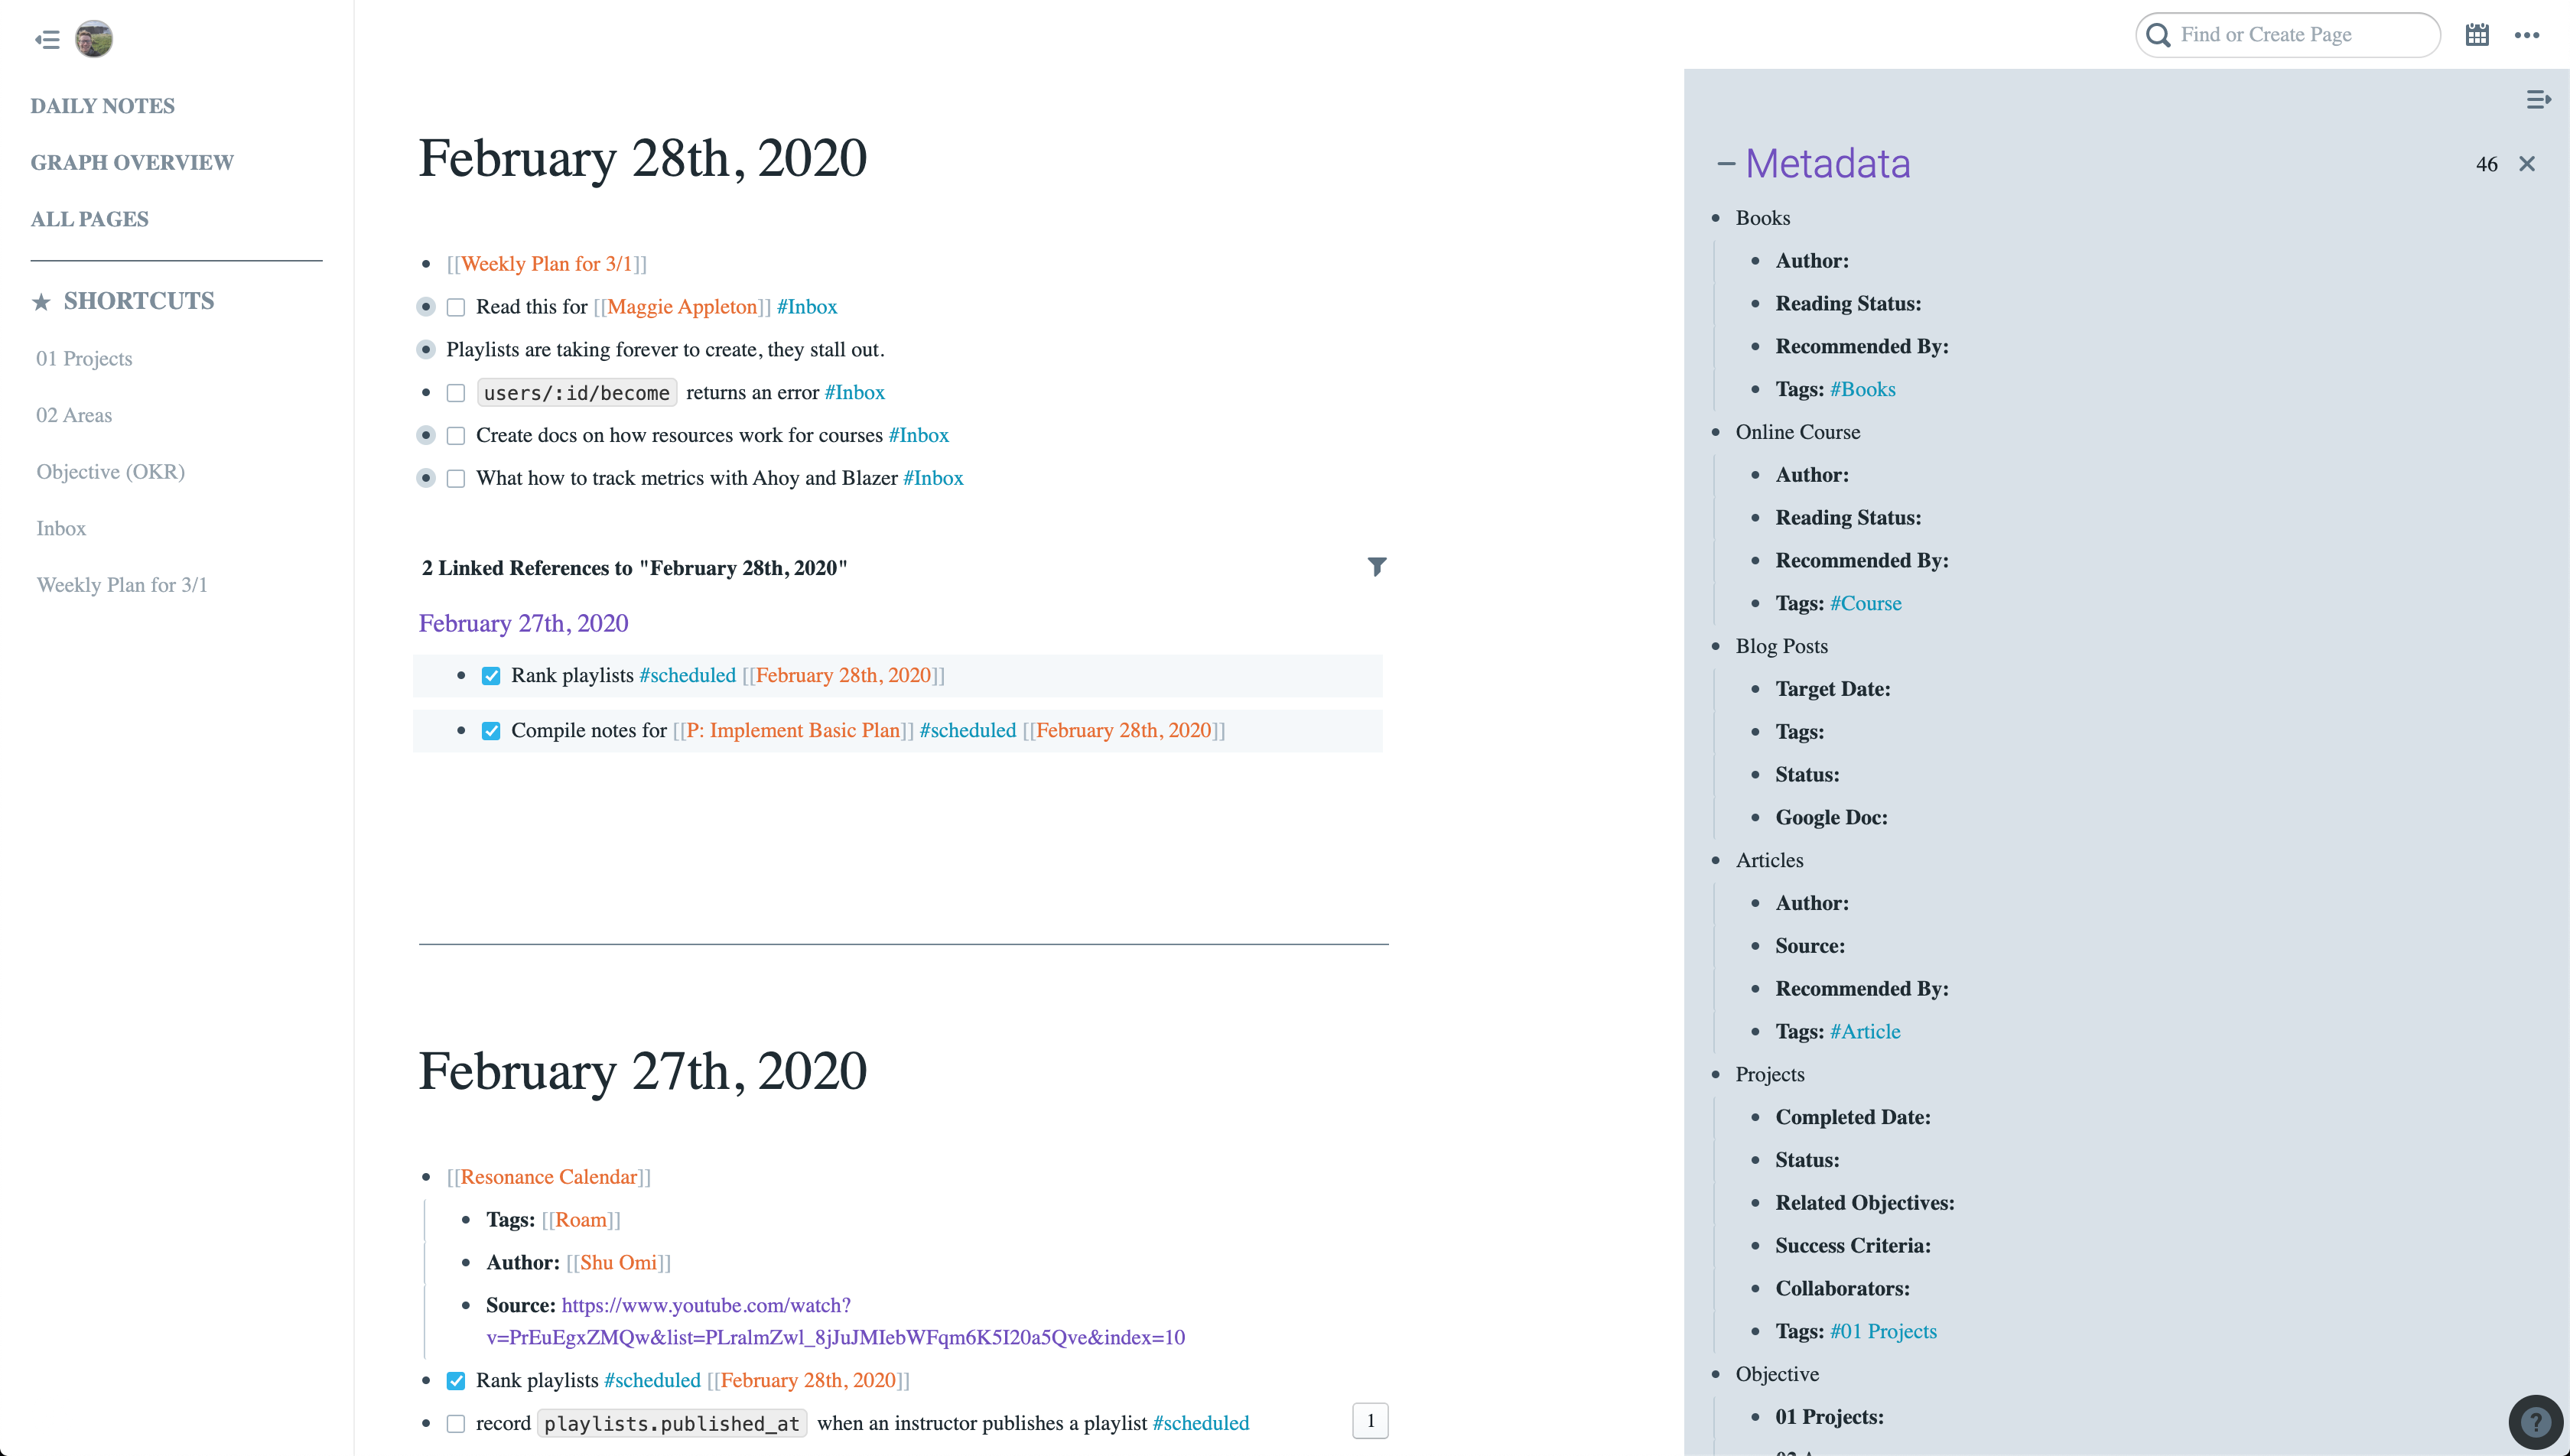 DAILY NOTES
GRAPH OVERVIEW
ALL PAGES
★ SHORTCUTS
01 Projects
02 Areas
Objective (OKR)
Inbox
Weekly Plan for 3/1
Find or Create Page
February 28th, 2020
[[Weekly Plan for 3/1]]
Read this for [[Maggie Appleton]] #Inbox
Playlists are taking forever to create, they stall out.
users/:id/become returns an error #Inbox
Create docs on how resources work for courses #Inbox
What how to track metrics with Ahoy and Blazer #Inbox
2 Linked References to "February 28th, 2020"
February 27th, 2020
Rank playlists #scheduled [[February 28th, 2020]]
Compile notes for [[P: Implement Basic Plan]] #scheduled [[February 28th, 2020]]
February 27th, 2020
[[Resonance Calendar]]
Tags: [[Roam]]
Author: [[Shu Omi]]
Source: https://www.youtube.com/watch?
v=PrEuEgxZMQw&list=PLralmZwl_8jJuJMIebWFqm6K5I20a5Qve&index=10
Rank playlists #scheduled [[February 28th, 2020]]
record playlists.published_at when an instructor publishes a playlist #scheduled 1
Metadata 46
Books
Author:
Reading Status:
Recommended By:
Tags: #Books
Online Course
Author:
Reading Status:
Recommended By:
Tags: #Course
Blog Posts
Target Date:
Tags:
Status:
Google Doc:
Articles
Author:
Source:
Recommended By:
Tags: #Article
Projects
Completed Date:
Status:
Related Objectives:
Success Criteria:
Collaborators:
Tags: #01 Projects
Objective
01 Projects:
?